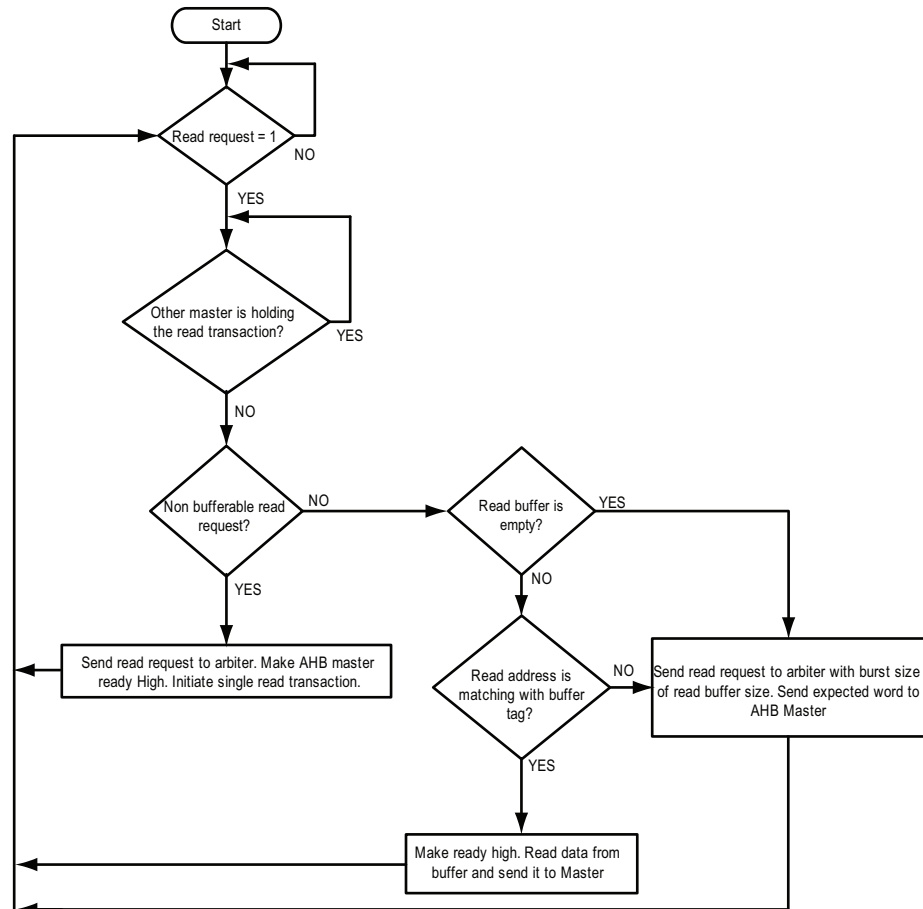 Start
Read request = 1
NO
YES
Other master is holding
the read transaction?
YES
NO
Non bufferable read
request?
NO
YES
Read buffer is
empty?
YES
NO
Send read request to arbiter. Make AHB master
ready High. Initiate single read transaction.
Read address is
matching with buffer
tag?
NO
YES
Send read request to arbiter with burst size
of read buffer size. Send expected word to
AHB Master
Make ready high. Read data from
buffer and send it to Master